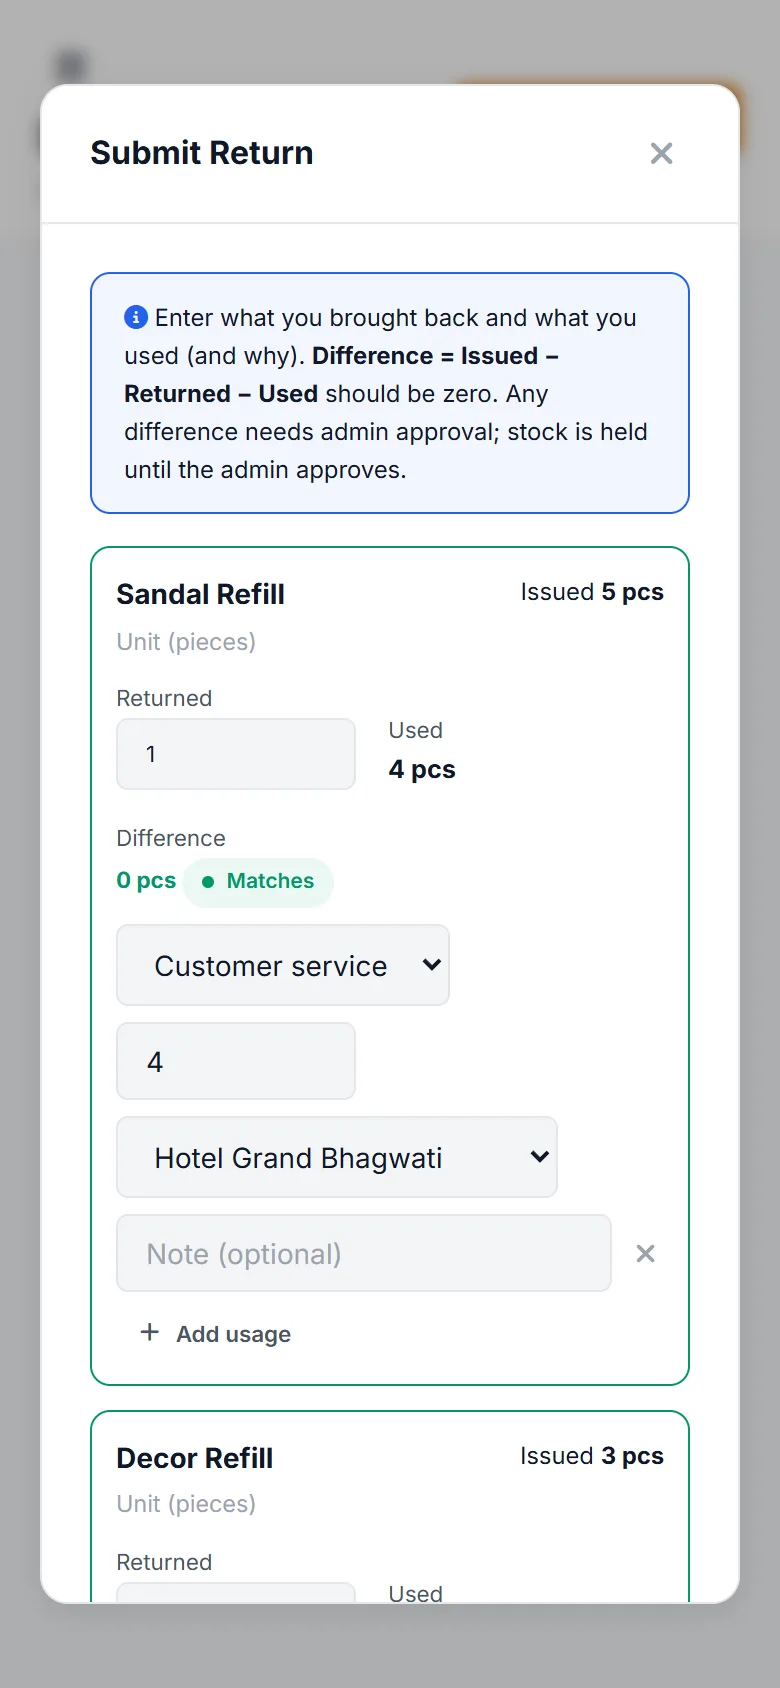 Submit Return
Enter what you brought back and what you
used (and why). Difference = Issued −
Returned − Used should be zero. Any
difference needs admin approval; stock is held
until the admin approves.
Sandal Refill
Issued 5 pcs
Unit (pieces)
Returned
1
Used
4 pcs
Difference
0 pcs
Matches
Customer service
4
Hotel Grand Bhagwati
Note (optional)
+ Add usage
Decor Refill
Issued 3 pcs
Unit (pieces)
Returned
Used